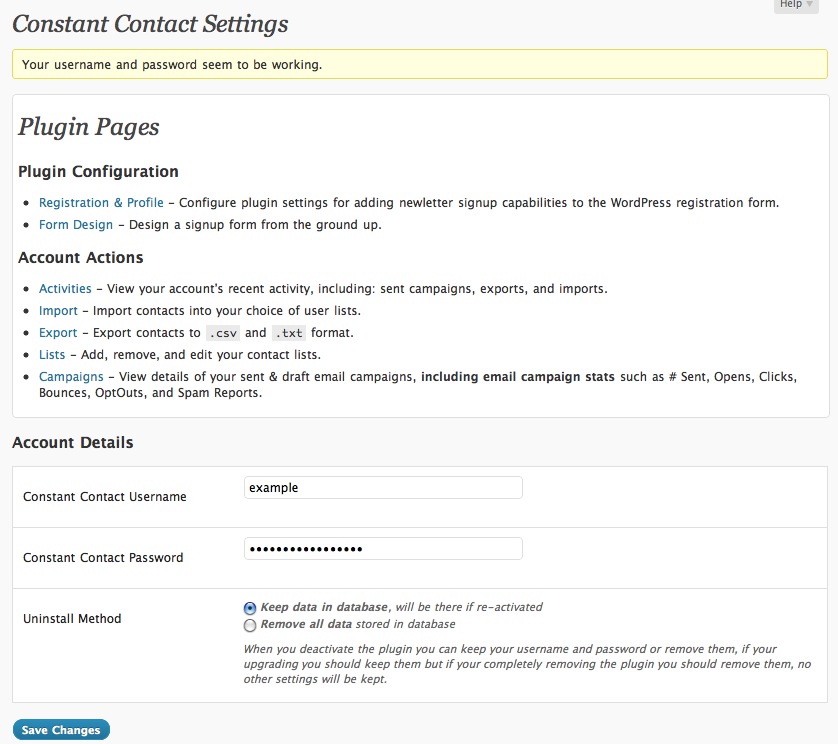 Help
Constant Contact Settings
Your username and password seem to be working.
Plugin Pages
Plugin Configuration
Registration & Profile – Configure plugin settings for adding newletter signup capabilities to the WordPress registration form.
Form Design – Design a signup form from the ground up.
Account Actions
Activities – View your account's recent activity, including: sent campaigns, exports, and imports.
Import – Import contacts into your choice of user lists.
Export – Export contacts to .csv and .txt format.
Lists – Add, remove, and edit your contact lists.
Campaigns – View details of your sent & draft email campaigns, including email campaign stats such as # Sent, Opens, Clicks,
Bounces, OptOuts, and Spam Reports.
Account Details
Constant Contact Username
example
Constant Contact Password
•••••••••••••••••
Uninstall Method
Keep data in database, will be there if re-activated
Remove all data stored in database
When you deactivate the plugin you can keep your username and password or remove them, if your
upgrading you should keep them but if your completely removing the plugin you should remove them, no
other settings will be kept.
Save Changes